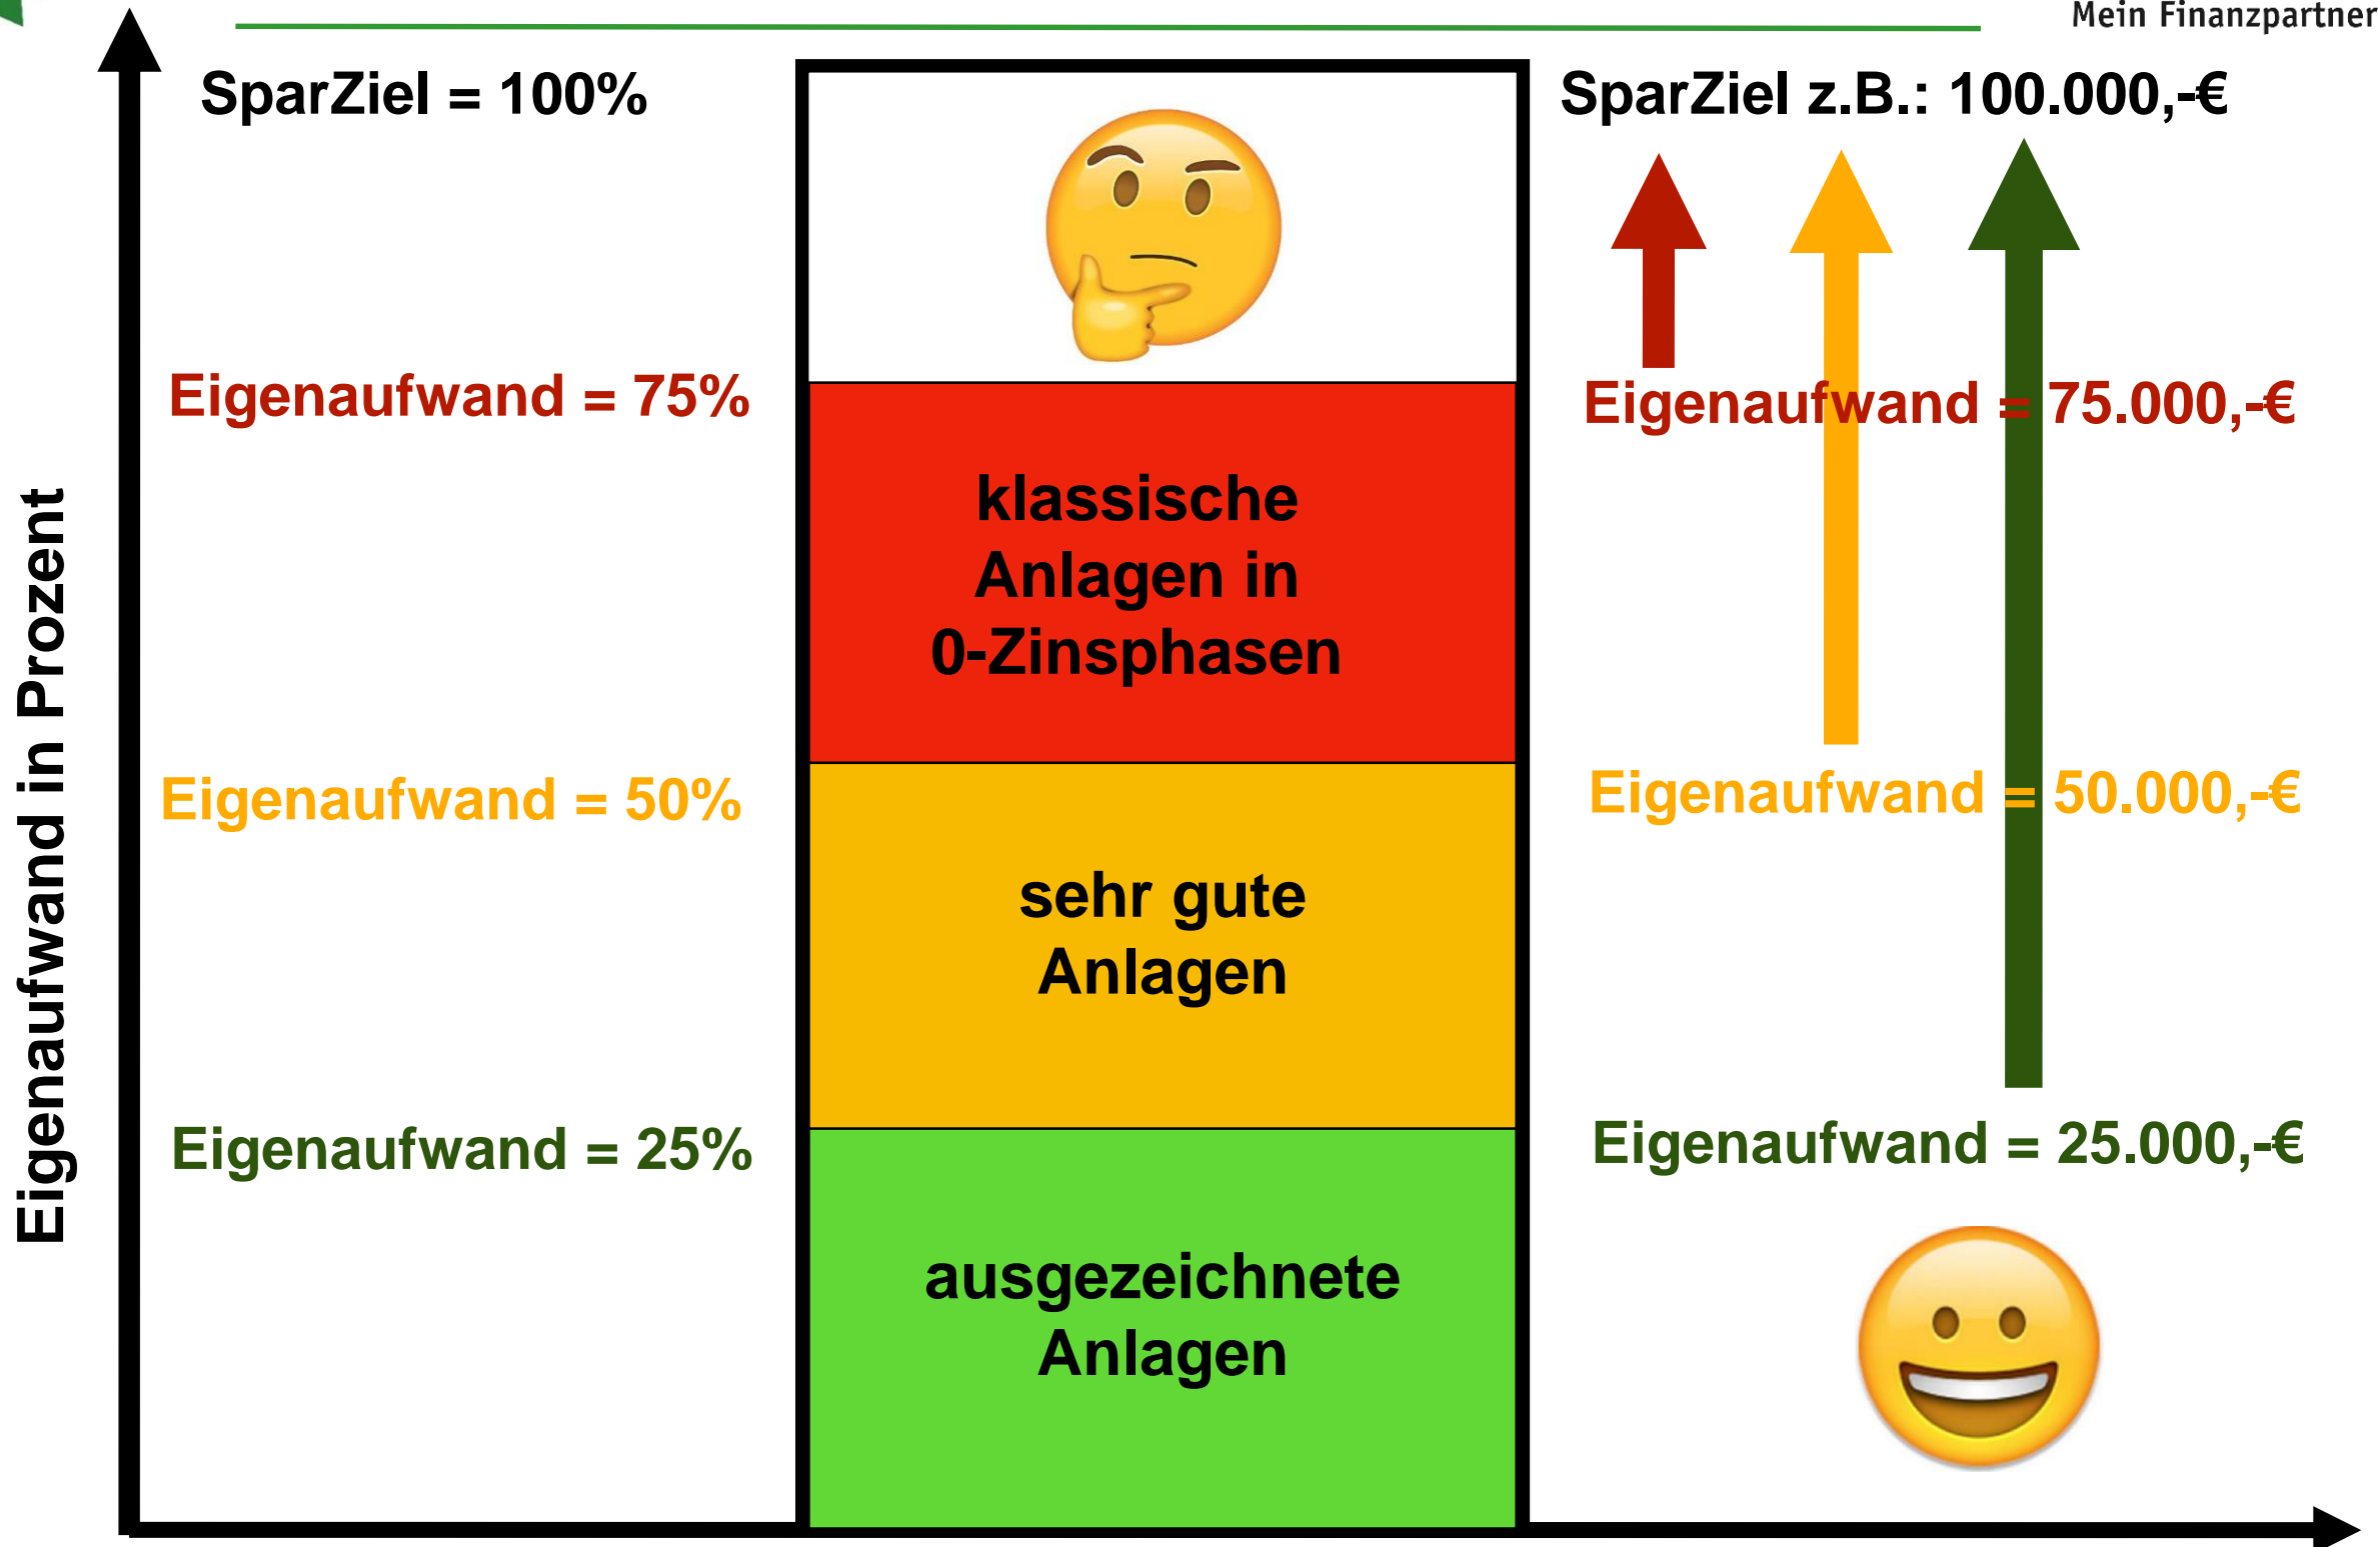 Mein Finanzpartner
SparZiel = 100%
SparZiel z.B.: 100.000,-€
Eigenaufwand = 75%
Eigenaufwand = 75.000,-€
klassische
Anlagen in
0-Zinsphasen
Eigenaufwand in Prozent
Eigenaufwand = 50%
Eigenaufwand = 50.000,-€
sehr gute
Anlagen
Eigenaufwand = 25%
Eigenaufwand = 25.000,-€
ausgezeichnete
Anlagen